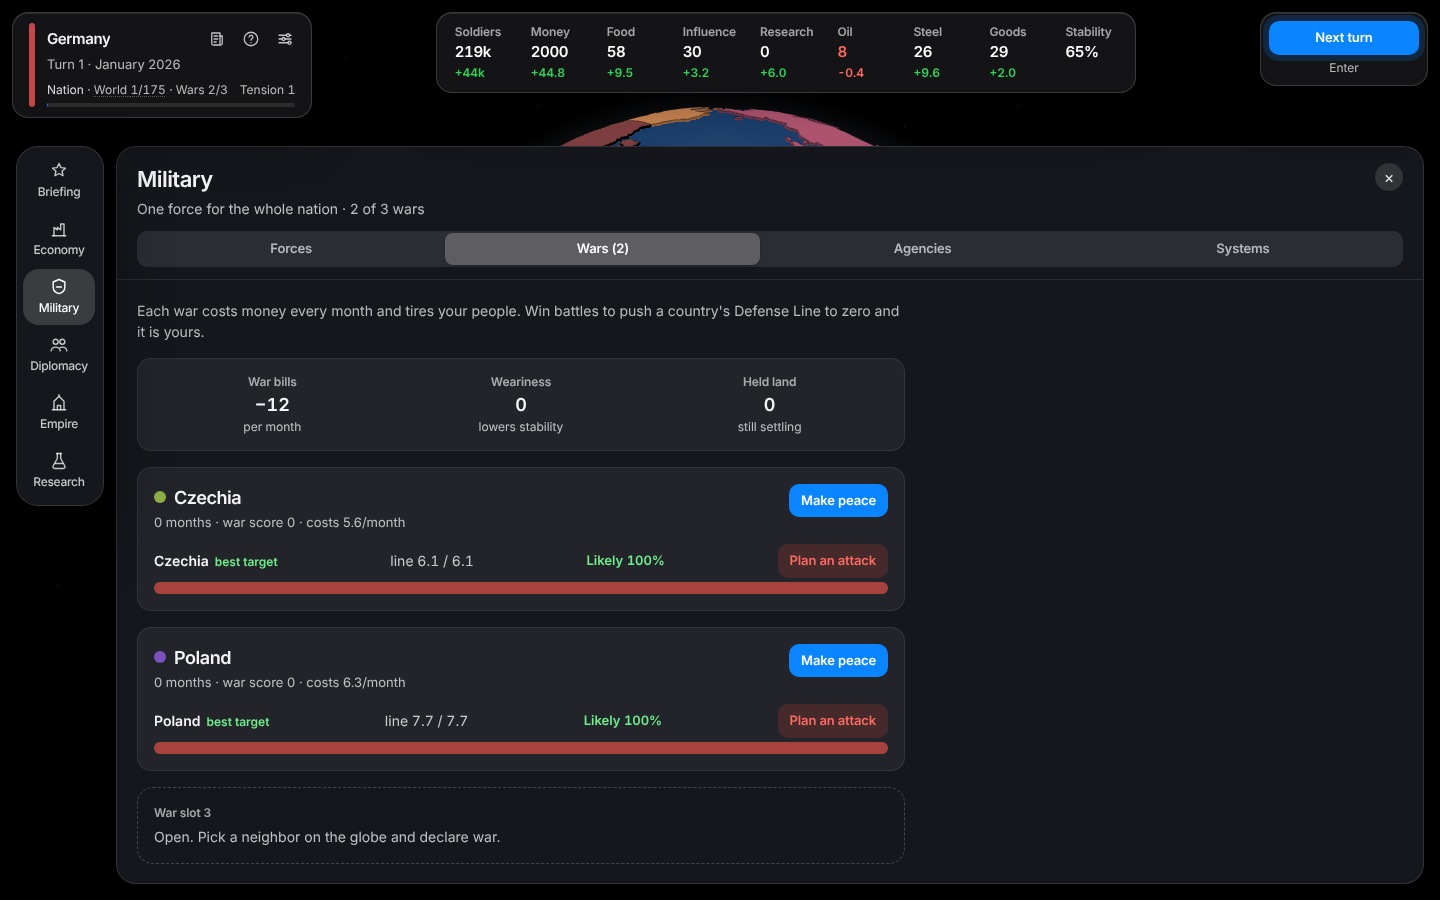 Germany
Turn 1 · January 2026
Nation · World 1/175 · Wars 2/3 Tension 1
Soldiers Money Food Influence Research Oil Steel Goods Stability
219k 2000 58 30 0 8 26 29 65%
+44k +44.8 +9.5 +3.2 +6.0 -0.4 +9.6 +2.0
Next turn
Enter
Briefing
Economy
Military
Diplomacy
Empire
Research
Military
One force for the whole nation · 2 of 3 wars
Forces Wars (2) Agencies Systems
Each war costs money every month and tires your people. Win battles to push a country's Defense Line to zero and
it is yours.
War bills Weariness Held land
−12 0 0
per month lowers stability still settling
Czechia Make peace
0 months · war score 0 · costs 5.6/month
Czechia best target line 6.1 / 6.1 Likely 100% Plan an attack
Poland Make peace
0 months · war score 0 · costs 6.3/month
Poland best target line 7.7 / 7.7 Likely 100% Plan an attack
War slot 3
Open. Pick a neighbor on the globe and declare war.